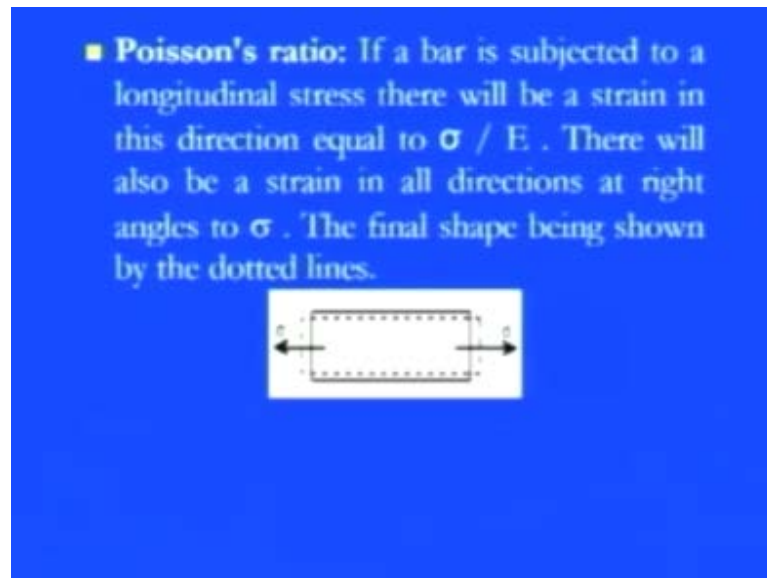 Poisson's ratio: If a bar is subjected to a
longitudinal stress there will be a strain in
this direction equal to σ / E . There will
also be a strain in all directions at right
angles to σ . The final shape being shown
by the dotted lines.
σ σ